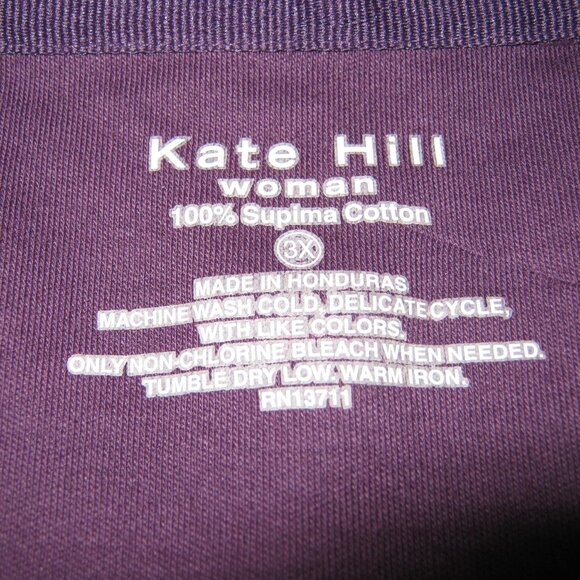 Kate Hill
woman
100% Supima Cotton
3X
MADE IN HONDURAS
MACHINE WASH COLD, DELICATE CYCLE,
WITH LIKE COLORS.
ONLY NON-CHLORINE BLEACH WHEN NEEDED.
TUMBLE DRY LOW. WARM IRON.
RN13711